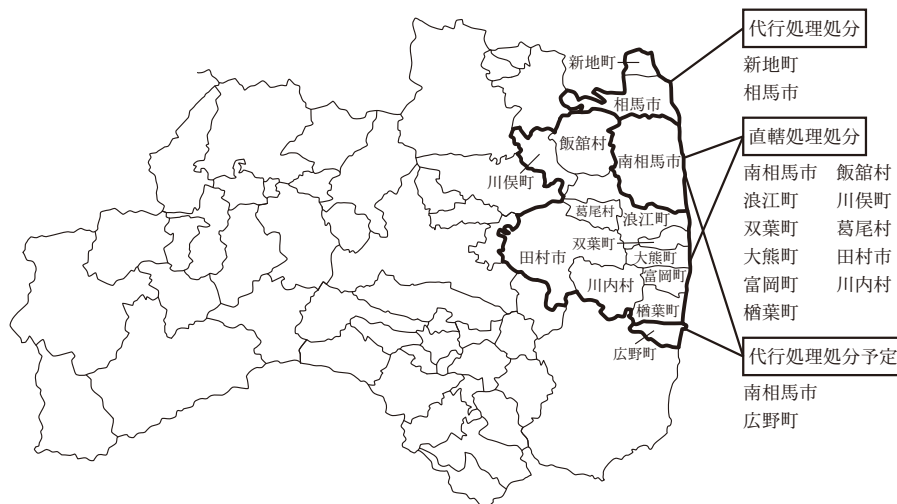 代行処理処分
新地町
相馬市
直轄処理処分
南相馬市 飯舘村
浪江町 川俣町
双葉町 葛尾村
大熊町 田村市
富岡町 川内村
楢葉町
代行処理処分予定
南相馬市
広野町
新地町
相馬市
飯舘村
南相馬市
川俣町
葛尾村
浪江町
双葉町
田村市
大熊町
富岡町
川内村
楢葉町
広野町